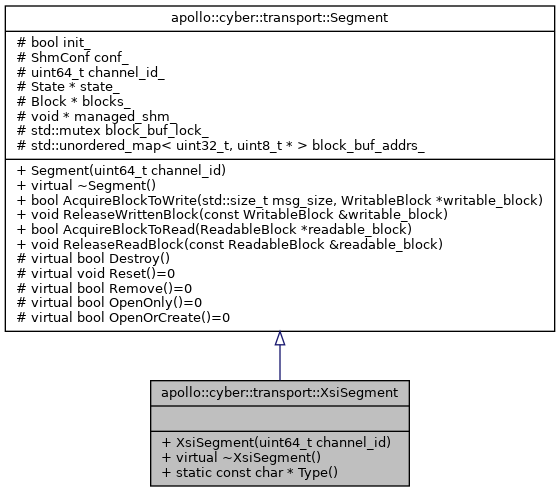 apollo::cyber::transport::Segment
# bool init_
# ShmConf conf_
# uint64_t channel_id_
# State * state_
# Block * blocks_
# void * managed_shm_
# std::mutex block_buf_lock_
# std::unordered_map< uint32_t, uint8_t * > block_buf_addrs_
+ Segment(uint64_t channel_id)
+ virtual ~Segment()
+ bool AcquireBlockToWrite(std::size_t msg_size, WritableBlock *writable_block)
+ void ReleaseWrittenBlock(const WritableBlock &writable_block)
+ bool AcquireBlockToRead(ReadableBlock *readable_block)
+ void ReleaseReadBlock(const ReadableBlock &readable_block)
# virtual bool Destroy()
# virtual void Reset()=0
# virtual bool Remove()=0
# virtual bool OpenOnly()=0
# virtual bool OpenOrCreate()=0
apollo::cyber::transport::XsiSegment
+ XsiSegment(uint64_t channel_id)
+ virtual ~XsiSegment()
+ static const char * Type()